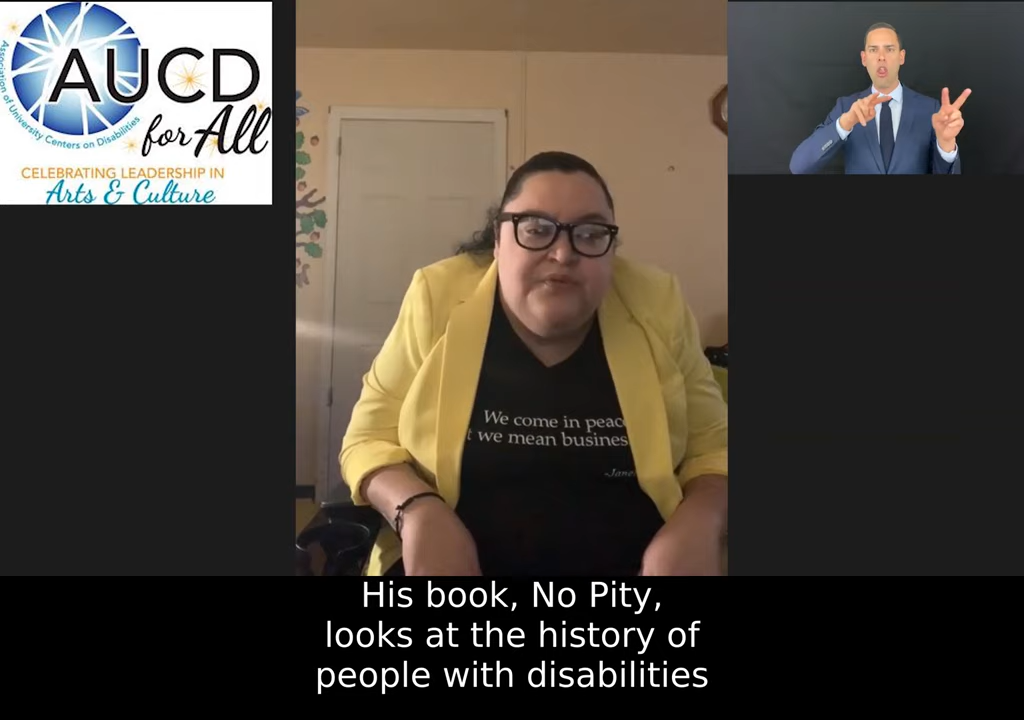 AUCD
for All
Association of University Centers on Disabilities
CELEBRATING LEADERSHIP IN
Arts & Culture
We come in peac
t we mean busines
-Jane
His book, No Pity,
looks at the history of
people with disabilities